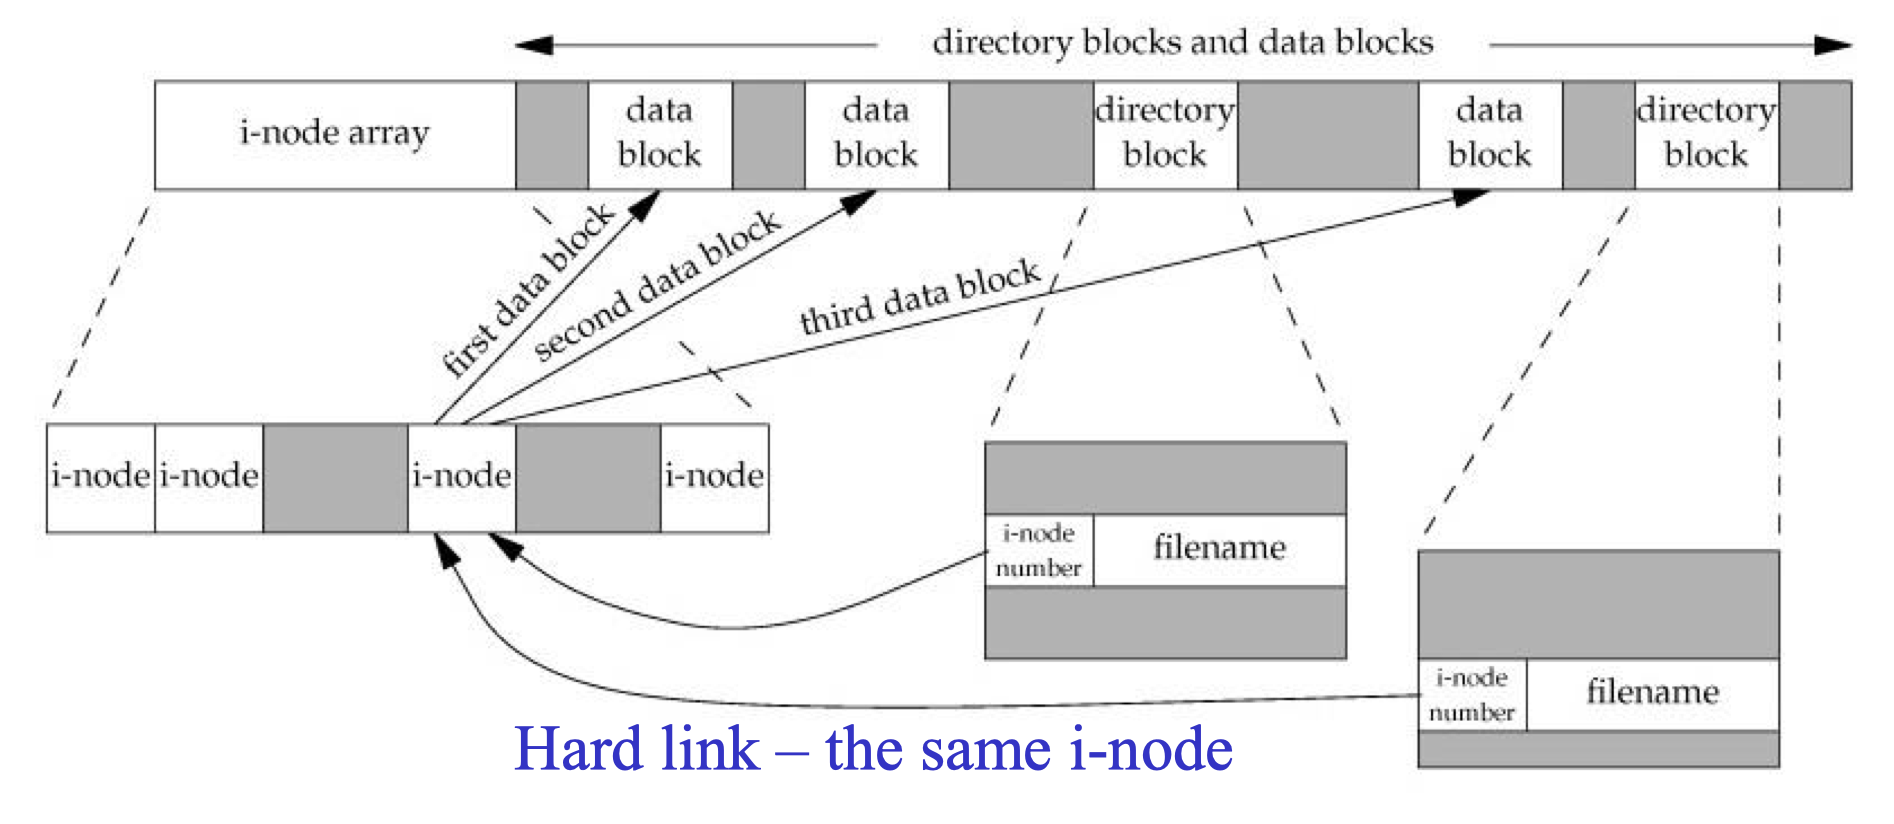 directory blocks and data blocks
i-node array
data
block
data
block
directory
block
data
block
directory
block
first data block
second data block
third data block
i-node
i-node
i-node
i-node
i-node
number
filename
i-node
number
filename
Hard link – the same i-node